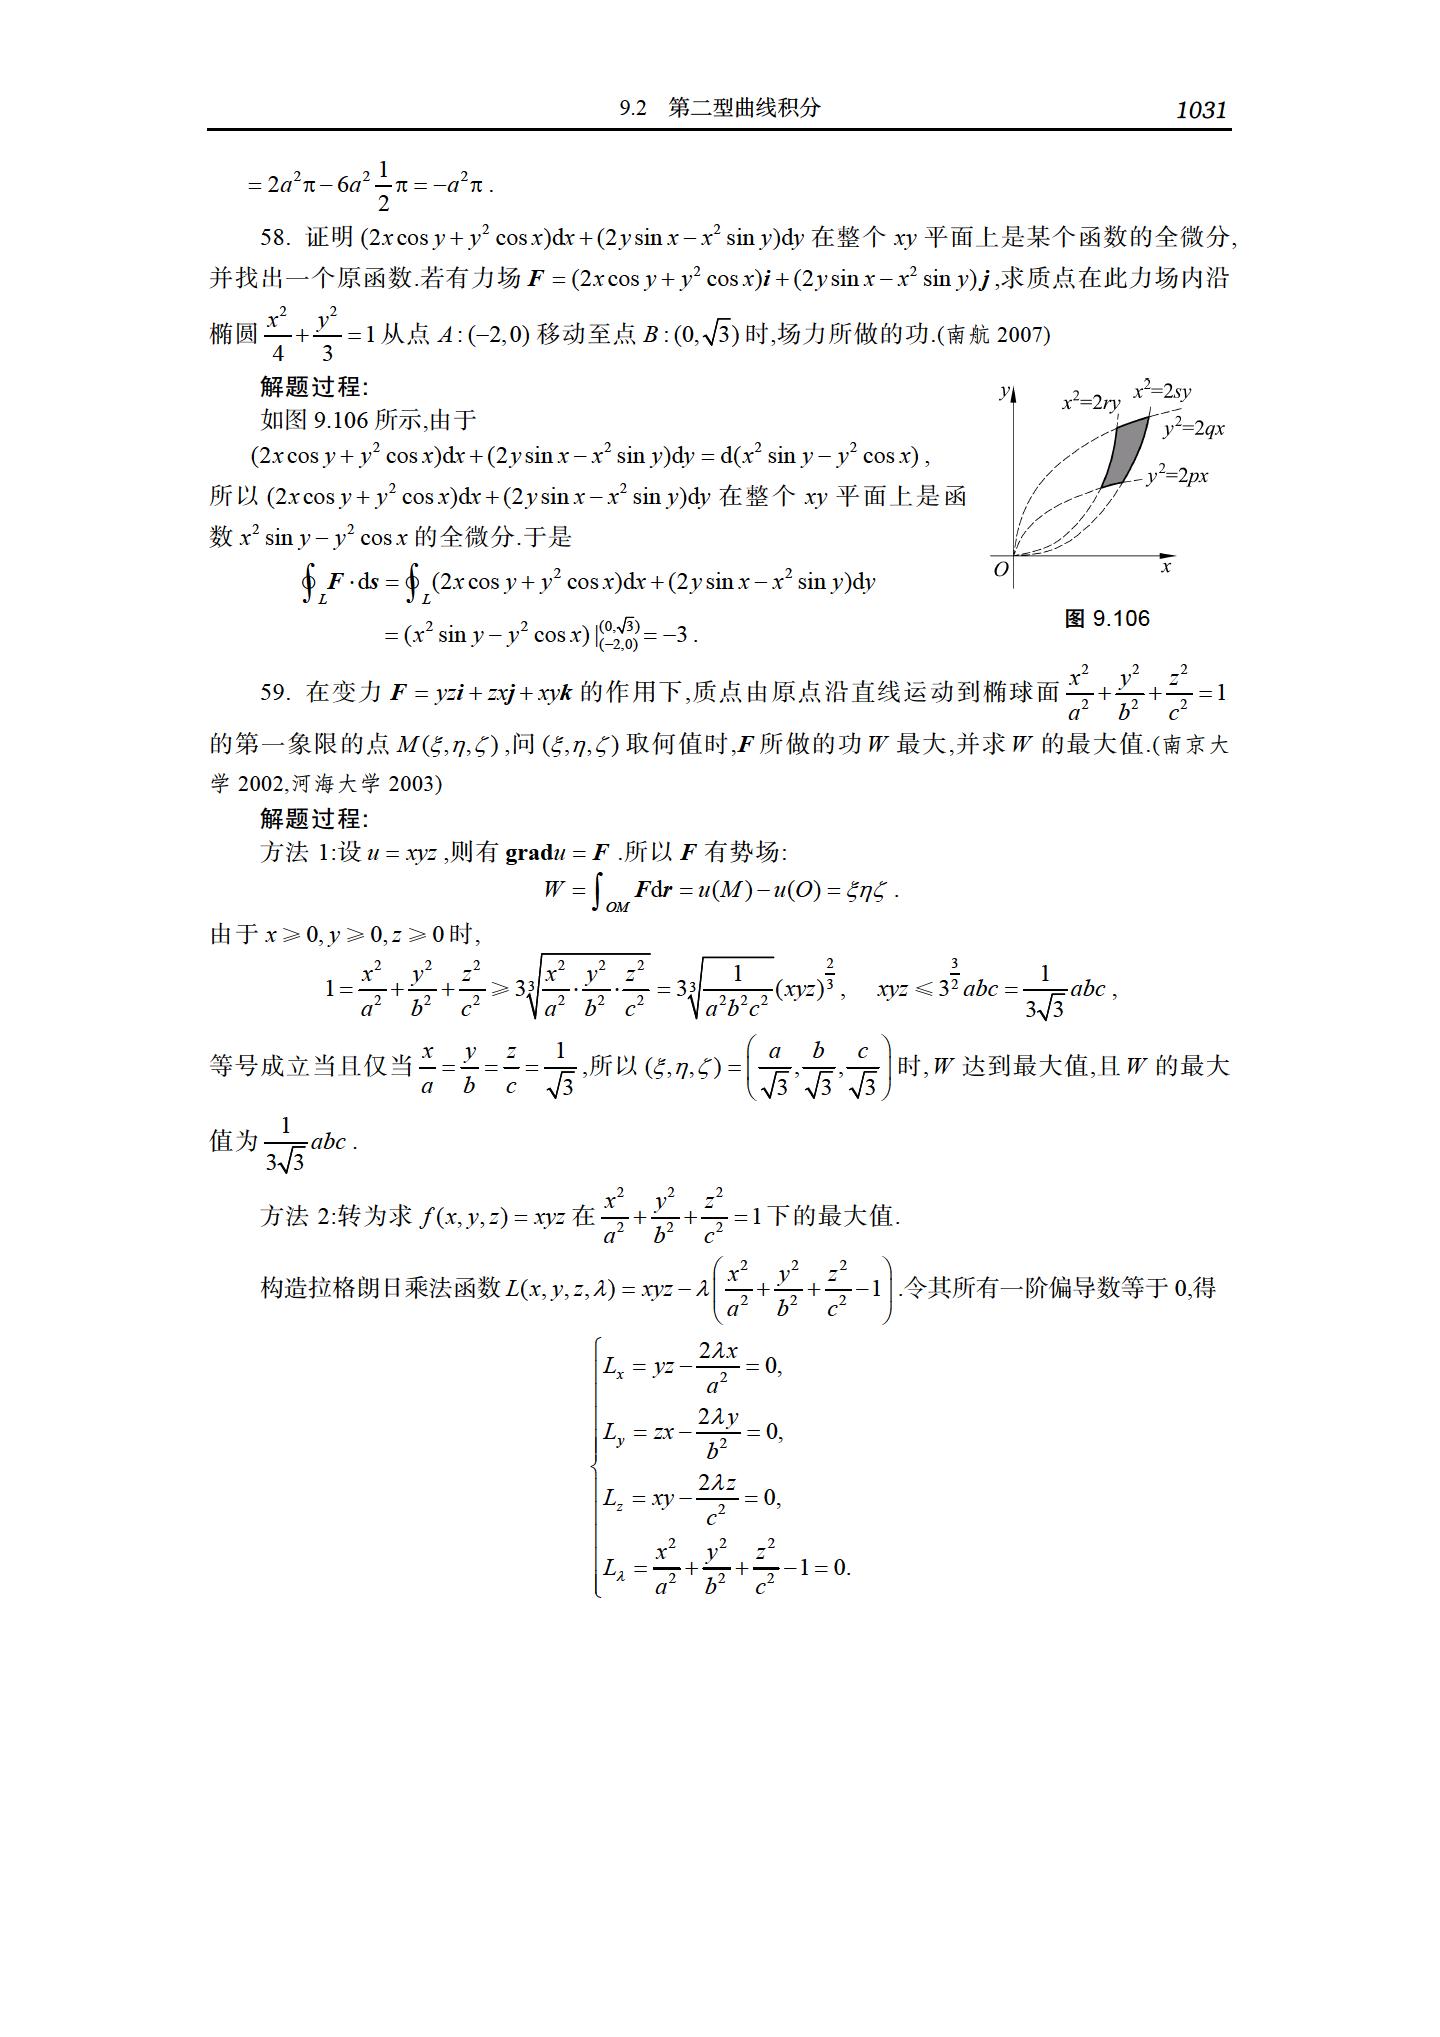 9.2 第二型曲线积分 1031
$= 2a^2\pi - 6a^2\frac{1}{2}\pi = -a^2\pi$ .
58. 证明 $(2x\cos y + y^2\cos x)dx + (2y\sin x - x^2\sin y)dy$ 在整个 $xy$ 平面上是某个函数的全微分,
并找出一个原函数.若有力场 $\boldsymbol{F} = (2x\cos y + y^2\cos x)\boldsymbol{i} + (2y\sin x - x^2\sin y)\boldsymbol{j}$ ,求质点在此力场内沿
椭圆 $\frac{x^2}{4} + \frac{y^2}{3} = 1$ 从点 $A:(-2,0)$ 移动至点 $B:(0,\sqrt{3})$ 时,场力所做的功.(南航 2007)
解题过程:
如图 9.106 所示,由于
$(2x\cos y + y^2\cos x)dx + (2y\sin x - x^2\sin y)dy = d(x^2\sin y - y^2\cos x)$ ,
所以 $(2x\cos y + y^2\cos x)dx + (2y\sin x - x^2\sin y)dy$ 在整个 $xy$ 平面上是函
数 $x^2\sin y - y^2\cos x$ 的全微分.于是
$\oint_L \boldsymbol{F}\cdot d\boldsymbol{s} = \oint_L (2x\cos y + y^2\cos x)dx + (2y\sin x - x^2\sin y)dy$
$= (x^2\sin y - y^2\cos x)|_{(-2,0)}^{(0,\sqrt{3})} = -3$ .
y
$x^2=2ry$
$x^2=2sy$
$y^2=2qx$
$y^2=2px$
O
x
图 9.106
59. 在变力 $\boldsymbol{F} = yz\boldsymbol{i} + zx\boldsymbol{j} + xy\boldsymbol{k}$ 的作用下,质点由原点沿直线运动到椭球面 $\frac{x^2}{a^2} + \frac{y^2}{b^2} + \frac{z^2}{c^2} = 1$
的第一象限的点 $M(\xi,\eta,\zeta)$ ,问 $(\xi,\eta,\zeta)$ 取何值时,$\boldsymbol{F}$ 所做的功 $W$ 最大,并求 $W$ 的最大值.(南京大
学 2002,河海大学 2003)
解题过程:
方法 1:设 $u = xyz$ ,则有 $\mathbf{grad}u = \boldsymbol{F}$ .所以 $\boldsymbol{F}$ 有势场:
$W = \int_{OM} \boldsymbol{F}d\boldsymbol{r} = u(M) - u(O) = \xi\eta\zeta$ .
由于 $x \geqslant 0, y \geqslant 0, z \geqslant 0$ 时,
$1 = \frac{x^2}{a^2} + \frac{y^2}{b^2} + \frac{z^2}{c^2} \geqslant 3\sqrt[3]{\frac{x^2}{a^2}\cdot\frac{y^2}{b^2}\cdot\frac{z^2}{c^2}} = 3\sqrt[3]{\frac{1}{a^2b^2c^2}}(xyz)^{\frac{2}{3}}$ , $xyz \leqslant 3^{\frac{3}{2}}abc = \frac{1}{3\sqrt{3}}abc$ ,
等号成立当且仅当 $\frac{x}{a} = \frac{y}{b} = \frac{z}{c} = \frac{1}{\sqrt{3}}$ ,所以 $(\xi,\eta,\zeta) = \left(\frac{a}{\sqrt{3}},\frac{b}{\sqrt{3}},\frac{c}{\sqrt{3}}\right)$ 时,$W$ 达到最大值,且 $W$ 的最大
值为 $\frac{1}{3\sqrt{3}}abc$ .
方法 2:转为求 $f(x,y,z) = xyz$ 在 $\frac{x^2}{a^2} + \frac{y^2}{b^2} + \frac{z^2}{c^2} = 1$ 下的最大值.
构造拉格朗日乘法函数 $L(x,y,z,\lambda) = xyz - \lambda\left(\frac{x^2}{a^2} + \frac{y^2}{b^2} + \frac{z^2}{c^2} - 1\right)$ .令其所有一阶偏导数等于 0,得
$L_x = yz - \frac{2\lambda x}{a^2} = 0,$
$L_y = zx - \frac{2\lambda y}{b^2} = 0,$
$L_z = xy - \frac{2\lambda z}{c^2} = 0,$
$L_\lambda = \frac{x^2}{a^2} + \frac{y^2}{b^2} + \frac{z^2}{c^2} - 1 = 0.$